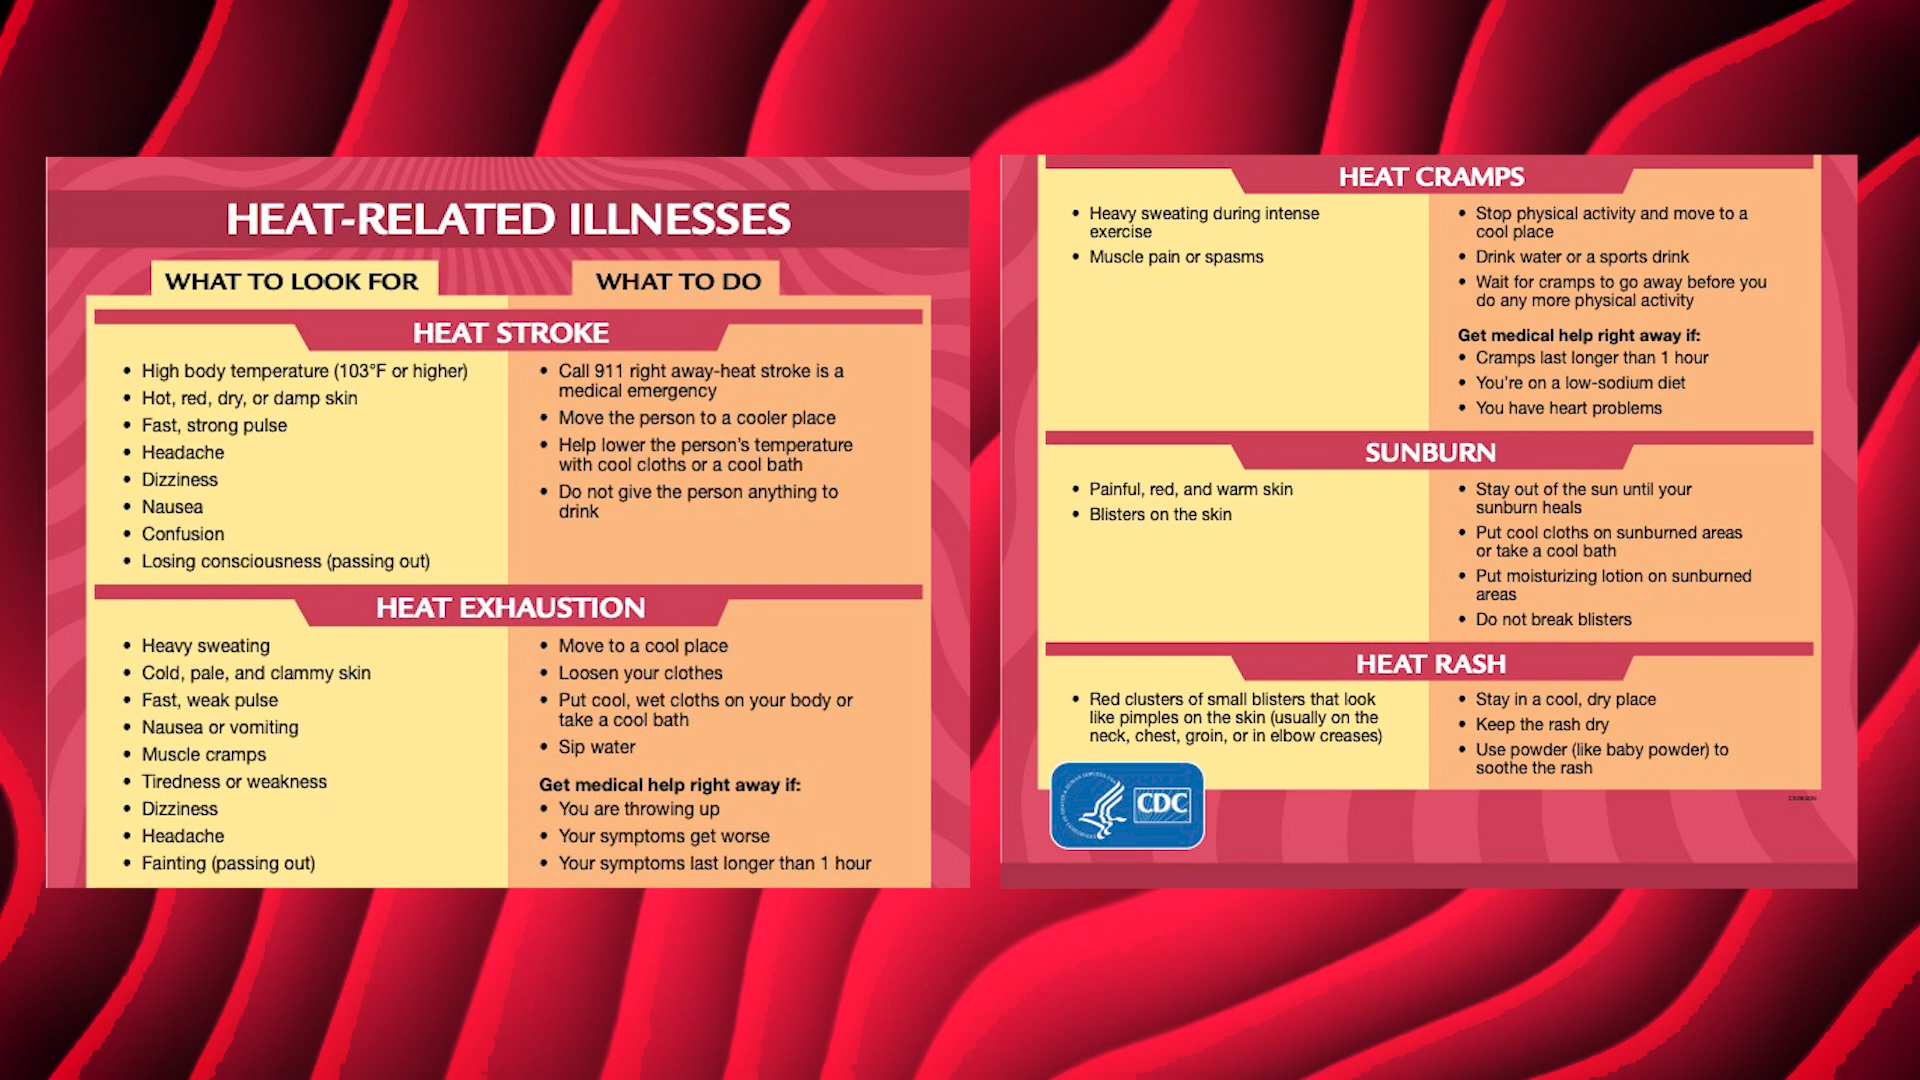 HEAT-RELATED ILLNESSES
WHAT TO LOOK FOR
WHAT TO DO
HEAT STROKE
• High body temperature (103°F or higher)
• Hot, red, dry, or damp skin
• Fast, strong pulse
• Headache
• Dizziness
• Nausea
• Confusion
• Losing consciousness (passing out)
• Call 911 right away-heat stroke is a
medical emergency
• Move the person to a cooler place
• Help lower the person's temperature
with cool cloths or a cool bath
• Do not give the person anything to
drink
HEAT EXHAUSTION
• Heavy sweating
• Cold, pale, and clammy skin
• Fast, weak pulse
• Nausea or vomiting
• Muscle cramps
• Tiredness or weakness
• Dizziness
• Headache
• Fainting (passing out)
• Move to a cool place
• Loosen your clothes
• Put cool, wet cloths on your body or
take a cool bath
• Sip water
Get medical help right away if:
• You are throwing up
• Your symptoms get worse
• Your symptoms last longer than 1 hour
HEAT CRAMPS
• Heavy sweating during intense
exercise
• Muscle pain or spasms
• Stop physical activity and move to a
cool place
• Drink water or a sports drink
• Wait for cramps to go away before you
do any more physical activity
Get medical help right away if:
• Cramps last longer than 1 hour
• You're on a low-sodium diet
• You have heart problems
SUNBURN
• Painful, red, and warm skin
• Blisters on the skin
• Stay out of the sun until your
sunburn heals
• Put cool cloths on sunburned areas
or take a cool bath
• Put moisturizing lotion on sunburned
areas
• Do not break blisters
HEAT RASH
• Red clusters of small blisters that look
like pimples on the skin (usually on the
neck, chest, groin, or in elbow creases)
• Stay in a cool, dry place
• Keep the rash dry
• Use powder (like baby powder) to
soothe the rash
CDC